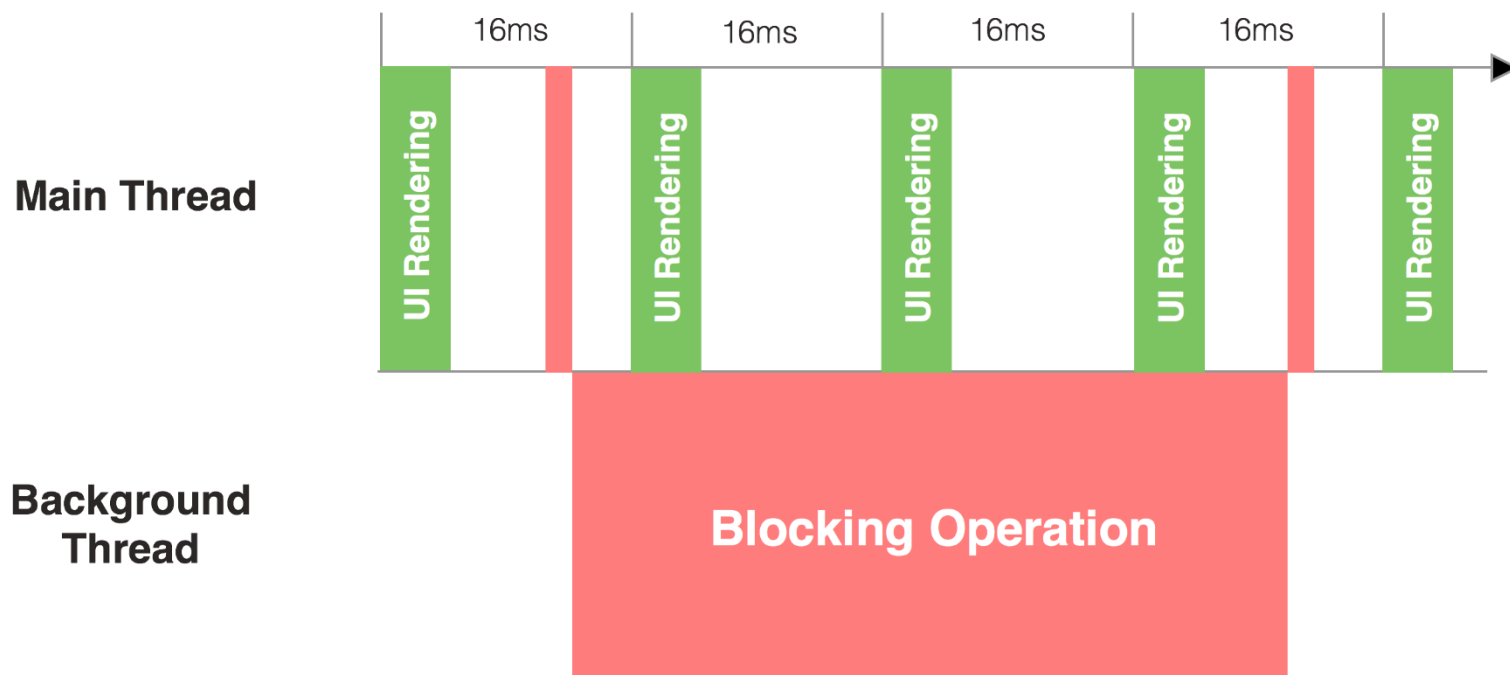 16ms
16ms
16ms
16ms
Main Thread
UI Rendering
UI Rendering
UI Rendering
UI Rendering
UI Rendering
Background
Thread
Blocking Operation